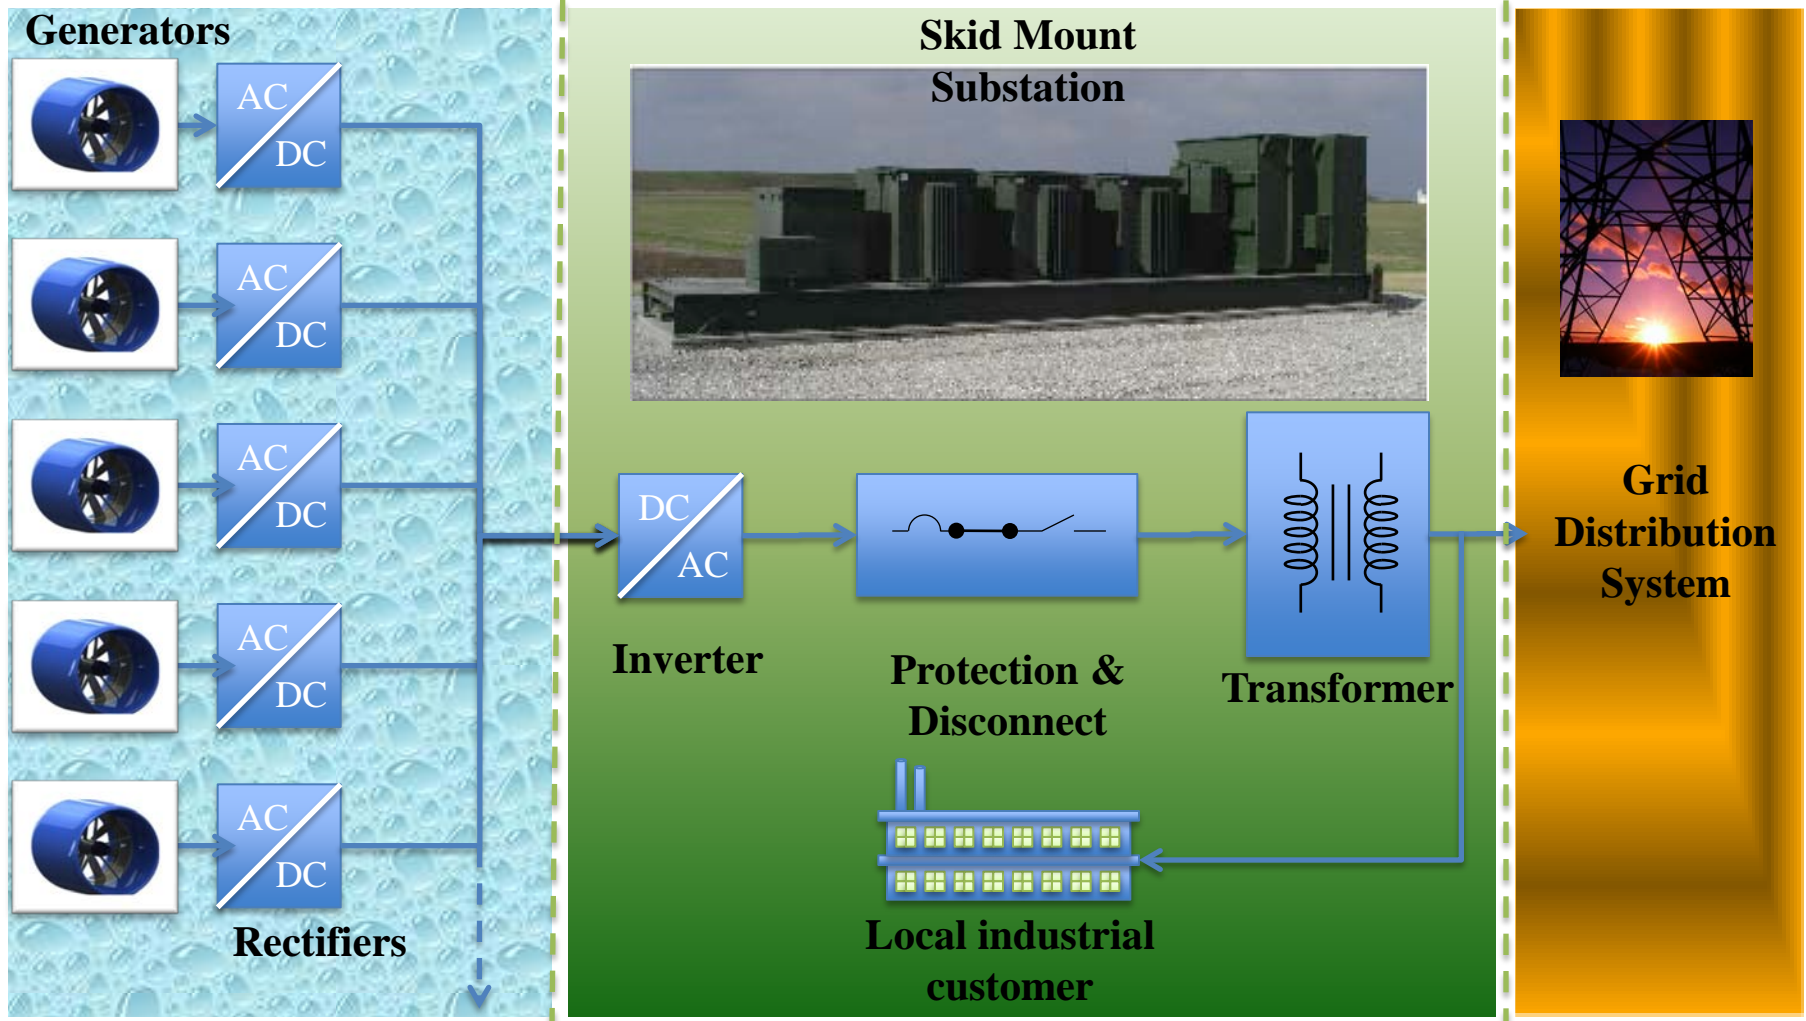 Generators
AC
DC
AC
DC
AC
DC
AC
DC
AC
DC
Rectifiers
Skid Mount
Substation
DC
AC
Inverter
Protection &
Disconnect
Transformer
Local industrial
customer
Grid
Distribution
System